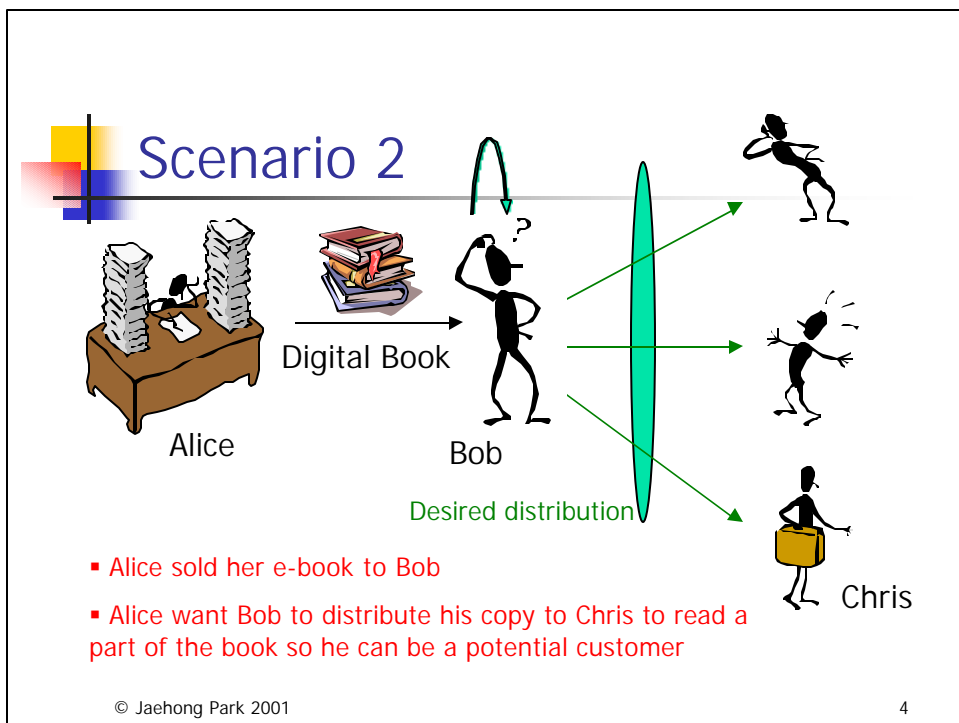 Scenario 2
?
Digital Book
Alice
Bob
Desired distribution
Chris
▪ Alice sold her e-book to Bob
▪ Alice want Bob to distribute his copy to Chris to read a
part of the book so he can be a potential customer
© Jaehong Park 2001
4